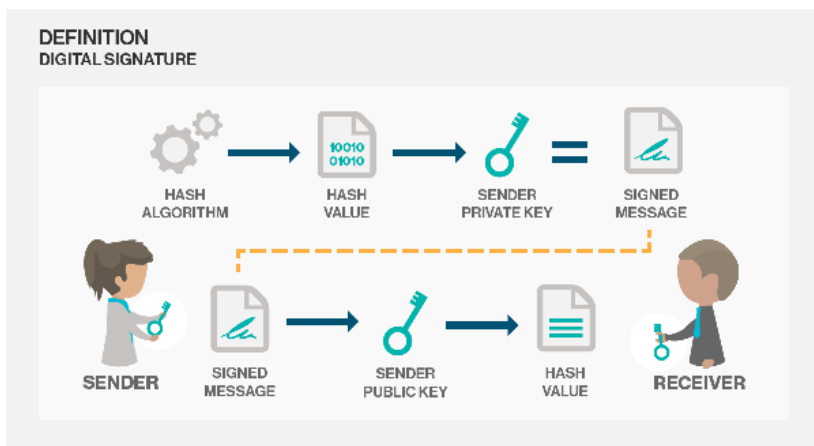 DEFINITION
DIGITAL SIGNATURE
10010
01010
HASH
ALGORITHM
HASH
VALUE
SENDER
PRIVATE KEY
SIGNED
MESSAGE
SENDER
SIGNED
MESSAGE
SENDER
PUBLIC KEY
HASH
VALUE
RECEIVER